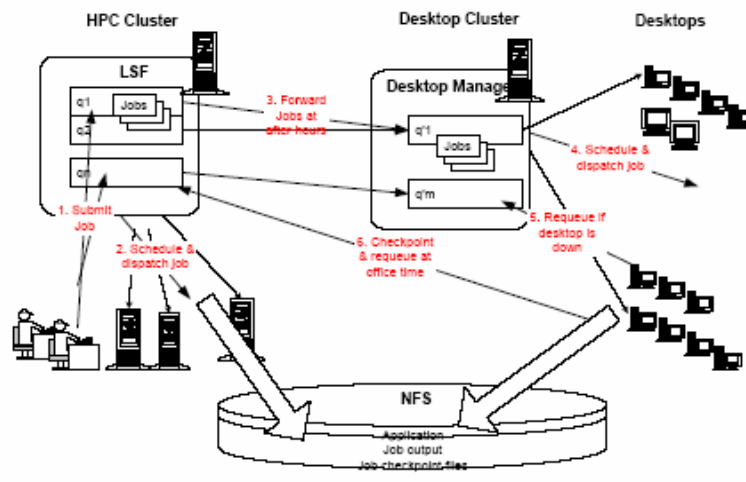 HPC Cluster
Desktop Cluster
Desktops
LSF
Desktop Manag
q1
Jobs
q2
qn
3. Forward
Jobs at
after hours
q'1
Jobs
q'm
4. Schedule &
dispatch job
1. Submit
Job
2. Schedule &
dispatch job
6. Checkpoint
& requeue at
office time
5. Requeue if
desktop is
down
NFS
Application
Job output
Job checkpoint files